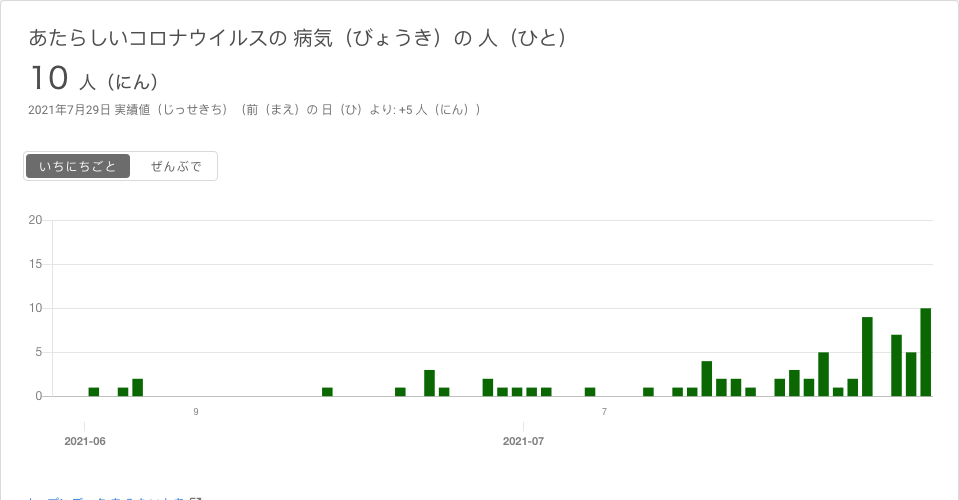 あたらしいコロナウイルスの 病気（びょうき）の 人（ひと）
10 人（にん）
2021年7月29日 実績値（じっせきち）（前（まえ）の 日（ひ）より: +5 人（にん））
いちにちごと ぜんぶで
20
15
10
5
0
9 7
2021-06 2021-07